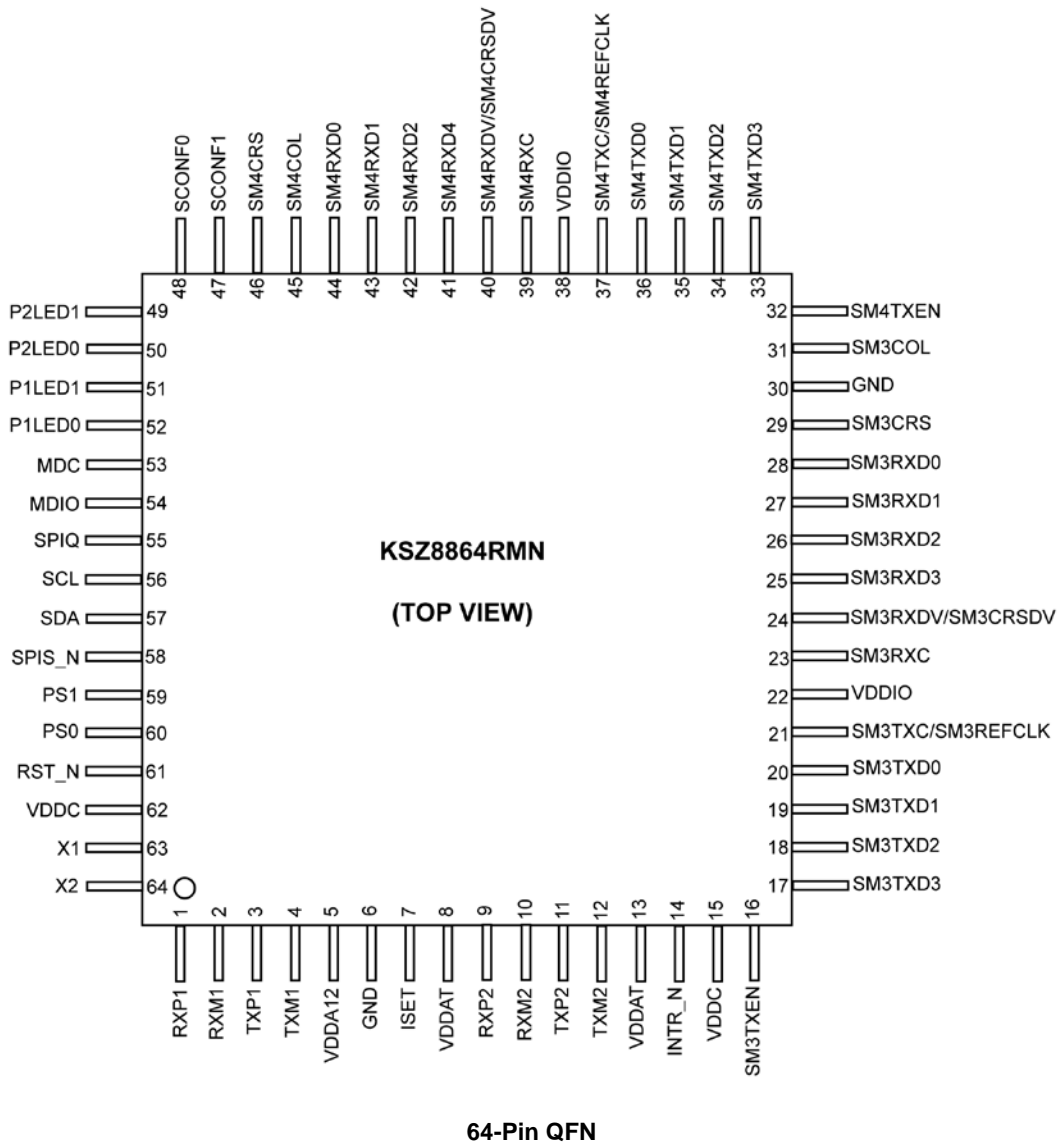 SCONF0
SCONF1
SM4CRS
SM4COL
SM4RXD0
SM4RXD1
SM4RXD2
SM4RXD4
SM4RXDV/SM4CRSDV
SM4RXC
VDDIO
SM4TXC/SM4REFCLK
SM4TXD0
SM4TXD1
SM4TXD2
SM4TXD3
48
47
46
45
44
43
42
41
40
39
38
37
36
35
34
33
P2LED1 49
P2LED0 50
P1LED1 51
P1LED0 52
MDC 53
MDIO 54
SPIQ 55
SCL 56
SDA 57
SPIS_N 58
PS1 59
PS0 60
RST_N 61
VDDC 62
X1 63
X2 64
KSZ8864RMN
(TOP VIEW)
32 SM4TXEN
31 SM3COL
30 GND
29 SM3CRS
28 SM3RXD0
27 SM3RXD1
26 SM3RXD2
25 SM3RXD3
24 SM3RXDV/SM3CRSDV
23 SM3RXC
22 VDDIO
21 SM3TXC/SM3REFCLK
20 SM3TXD0
19 SM3TXD1
18 SM3TXD2
17 SM3TXD3
1
2
3
4
5
6
7
8
9
10
11
12
13
14
15
16
RXP1
RXM1
TXP1
TXM1
VDDA12
GND
ISET
VDDAT
RXP2
RXM2
TXP2
TXM2
VDDAT
INTR_N
VDDC
SM3TXEN
64-Pin QFN